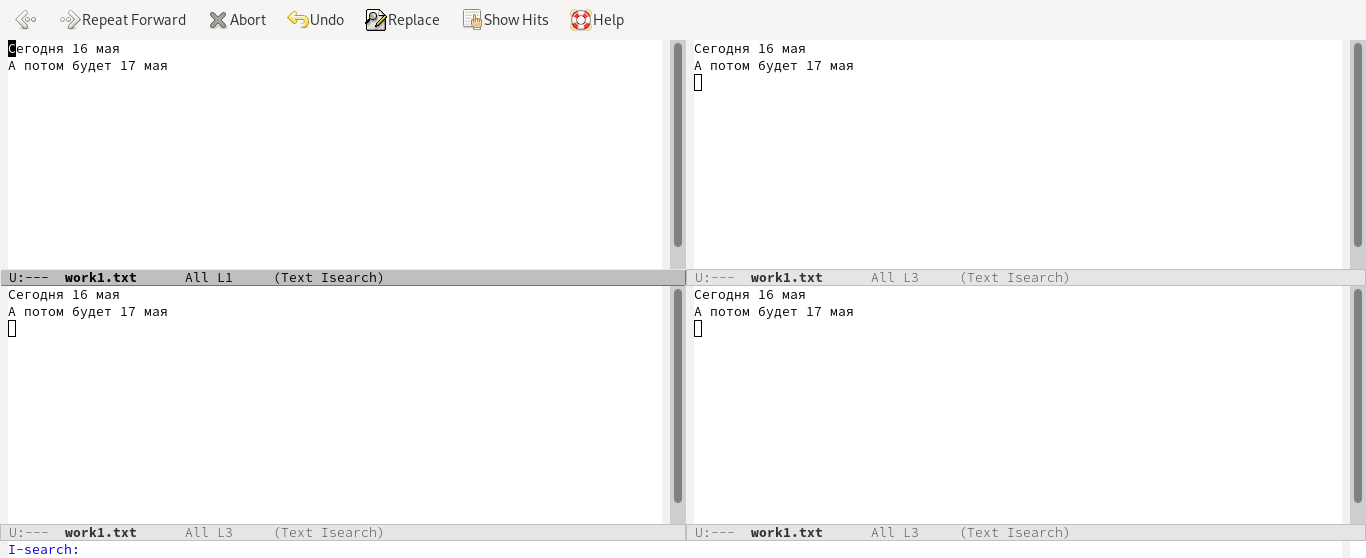 Repeat Forward Abort Undo Replace Show Hits Help
Сегодня 16 мая
А потом будет 17 мая
U:--- work1.txt All L1 (Text Isearch)
Сегодня 16 мая
А потом будет 17 мая
U:--- work1.txt All L3 (Text Isearch)
Сегодня 16 мая
А потом будет 17 мая
U:--- work1.txt All L3 (Text Isearch)
Сегодня 16 мая
А потом будет 17 мая
U:--- work1.txt All L3 (Text Isearch)
I-search: